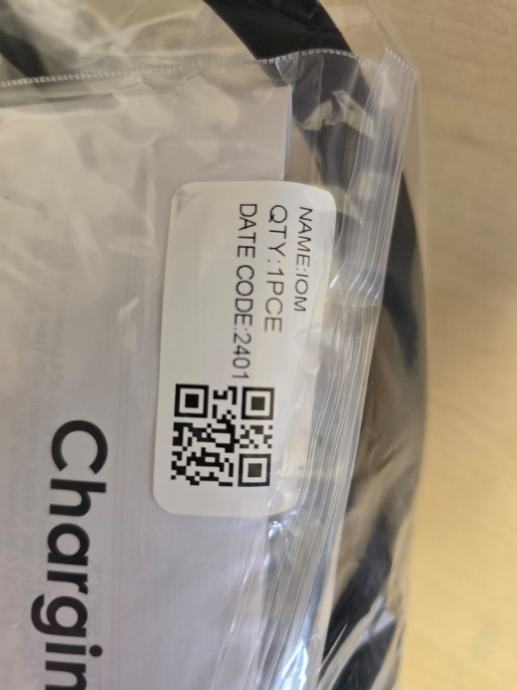 NAME:IOM
QTY:1PCE
DATE CODE:2401
Chargin